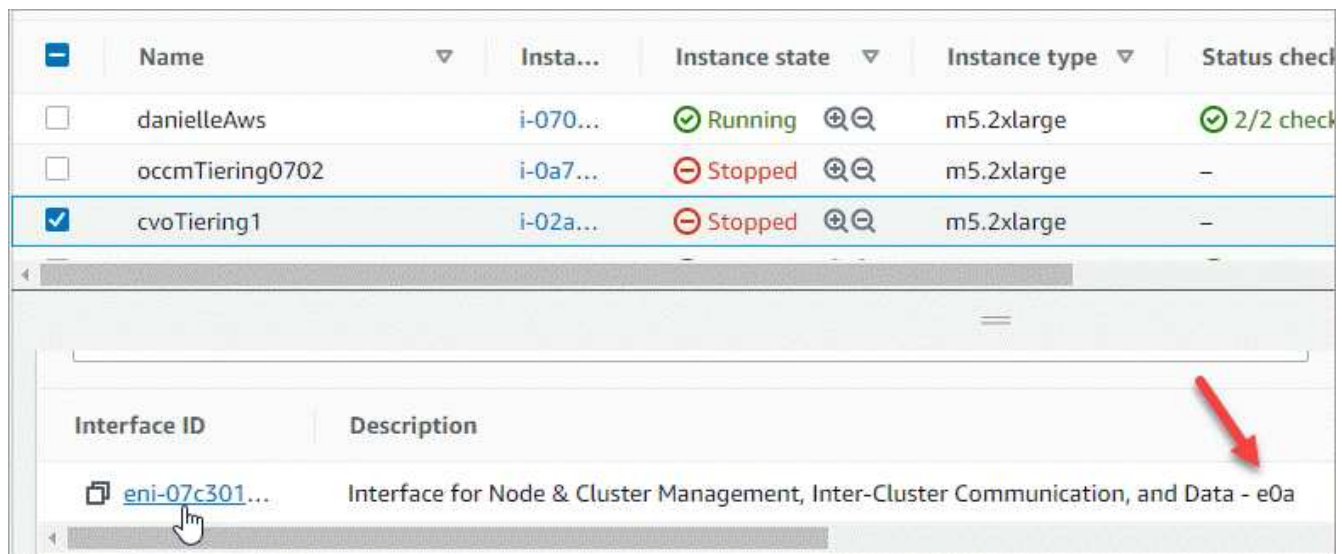 Name Insta... Instance state Instance type Status check
danielleAws i-070... Running m5.2xlarge 2/2 check
occmTiering0702 i-0a7... Stopped m5.2xlarge –
cvoTiering1 i-02a... Stopped m5.2xlarge –
Interface ID Description
eni-07c301... Interface for Node & Cluster Management, Inter-Cluster Communication, and Data - e0a